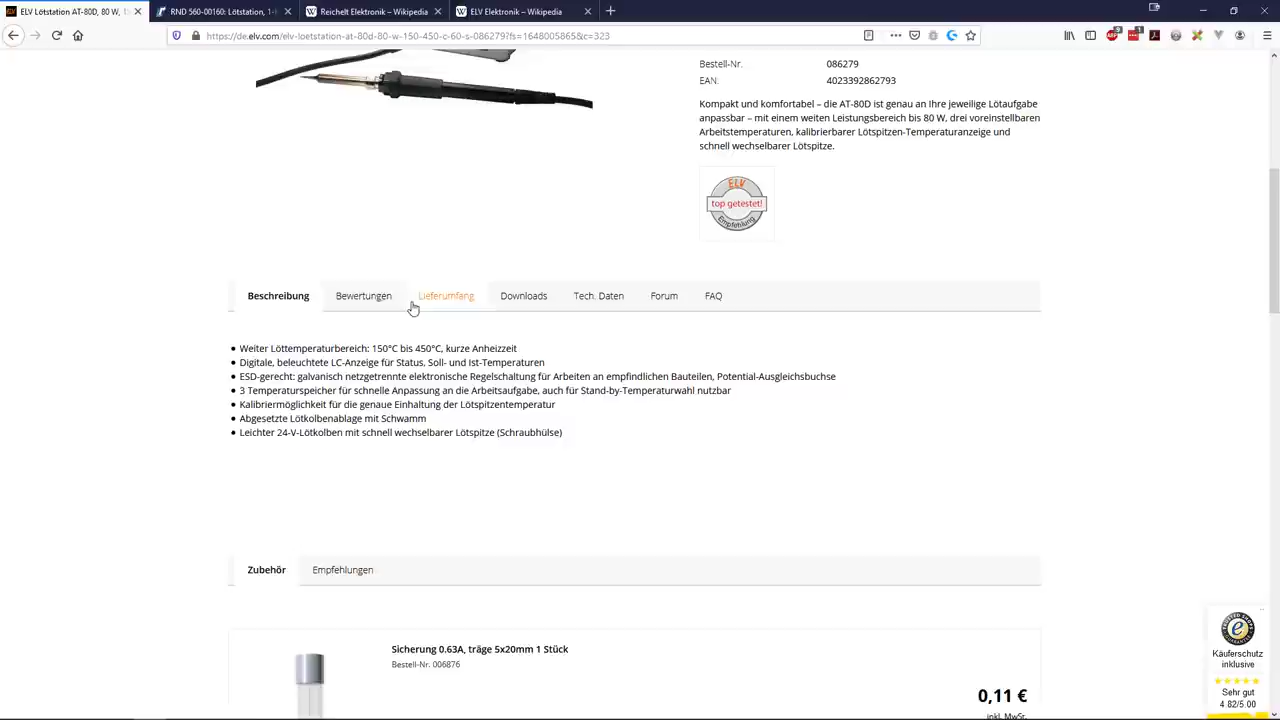 ELV Lötstation AT-80D, 80 W, 
RND 560-00160: Lötstation, 1-
Reichelt Elektronik – Wikipedia
ELV Elektronik – Wikipedia
https://de.elv.com/elv-loetstation-at-80d-80-w-150-450-c-60-s-086279?fs=1648005865&c=323
Bestell-Nr. 086279
EAN. 4023392862793
Kompakt und komfortabel – die AT-80D ist genau an Ihre jeweilige Lötaufgabe
anpassbar – mit einem weiten Leistungsbereich bis 80 W, drei voreinstellbaren
Arbeitstemperaturen, kalibrierbarer Lötspitzen-Temperaturanzeige und
schnell wechselbarer Lötspitze.
ELV
top getestet!
Empfehlung
Beschreibung Bewertungen Lieferumfang Downloads Tech. Daten Forum FAQ
• Weiter Löttemperaturbereich: 150°C bis 450°C, kurze Anheizzeit
• Digitale, beleuchtete LC-Anzeige für Status, Soll- und Ist-Temperaturen
• ESD-gerecht: galvanisch netzgetrennte elektronische Regelschaltung für Arbeiten an empfindlichen Bauteilen, Potential-Ausgleichsbuchse
• 3 Temperaturspeicher für schnelle Anpassung an die Arbeitsaufgabe, auch für Stand-by-Temperaturwahl nutzbar
• Kalibriermöglichkeit für die genaue Einhaltung der Lötspitzentemperatur
• Abgesetzte Lötkolbenablage mit Schwamm
• Leichter 24-V-Lötkolben mit schnell wechselbarer Lötspitze (Schraubhülse)
Zubehör Empfehlungen
Sicherung 0.63A, träge 5x20mm 1 Stück
Bestell-Nr. 006876
0,11 €
inkl. MwSt.
Käuferschutz
inklusive
Sehr gut
4.82/5.00